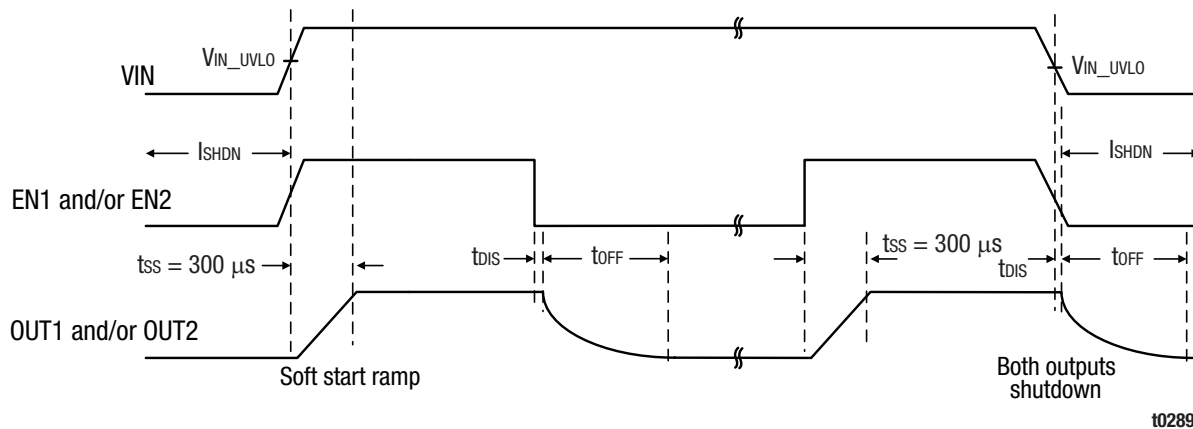 VIN
VIN_UVLO
VIN_UVLO
ISHDN
ISHDN
EN1 and/or EN2
tSS = 300 µs
tDIS
tOFF
tSS = 300 µs
tDIS
tOFF
OUT1 and/or OUT2
Soft start ramp
Both outputs
shutdown
t0289